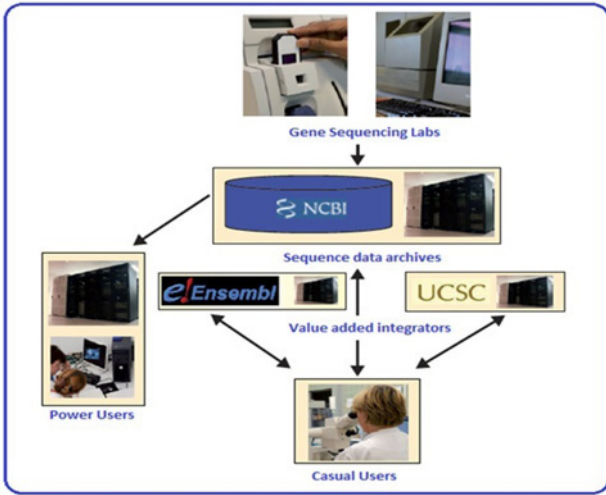 Gene Sequencing Labs
NCBI
Sequence data archives
e!Ensembl
UCSC
Value added integrators
Power Users
Casual Users